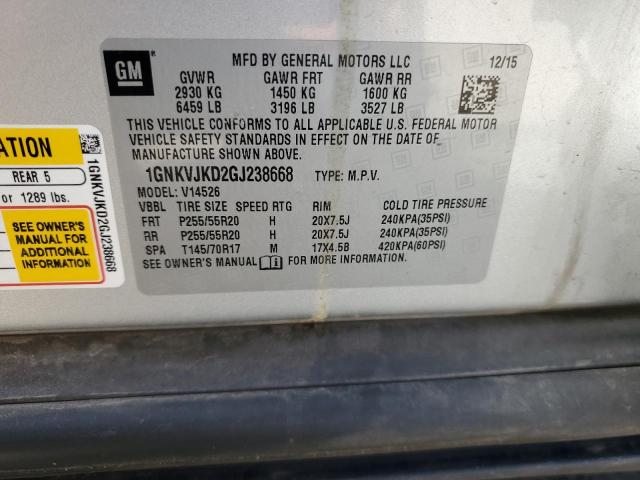 GM
MFD BY GENERAL MOTORS LLC 12/15
GVWR GAWR FRT GAWR RR
2930 KG 1450 KG 1600 KG
6459 LB 3196 LB 3527 LB
THIS VEHICLE CONFORMS TO ALL APPLICABLE U.S. FEDERAL MOTOR
VEHICLE SAFETY STANDARDS IN EFFECT ON THE DATE OF
MANUFACTURE SHOWN ABOVE.
1GNKVJKD2GJ238668 TYPE: M.P.V.
MODEL: V14526
VBBL TIRE SIZE SPEED RTG RIM COLD TIRE PRESSURE
FRT P255/55R20 H 20X7.5J 240KPA(35PSI)
RR P255/55R20 H 20X7.5J 240KPA(35PSI)
SPA T145/70R17 M 17X4.5B 420KPA(60PSI)
SEE OWNER'S MANUAL FOR MORE INFORMATION.
REAR 5
or 1289 lbs.
SEE OWNER'S
MANUAL FOR
ADDITIONAL
INFORMATION
1GNKVJKD2GJ238668